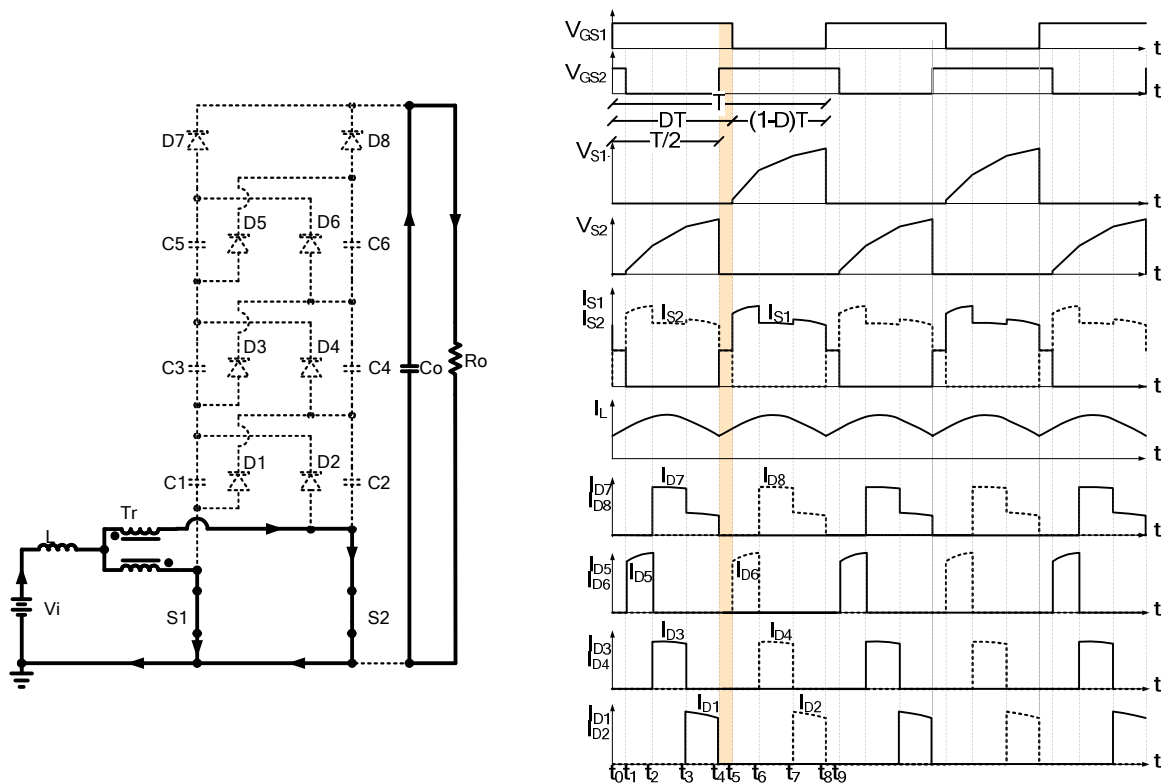 D7
D8
D5
D6
C5
C6
D3
D4
C3
C4
Co
Ro
D1
D2
C1
C2
Tr
L
Vi
S1
S2
VGS1
t
VGS2
t
T
DT
(1-D)T
T/2
VS1
t
VS2
t
IS1
IS2
IS2
IS1
t
IL
t
ID7
ID8
ID7
ID8
t
ID5
ID6
ID5
ID6
t
ID3
ID4
ID3
ID4
t
ID1
ID2
ID1
ID2
t
t0 t1 t2 t3 t4 t5 t6 t7 t8 t9